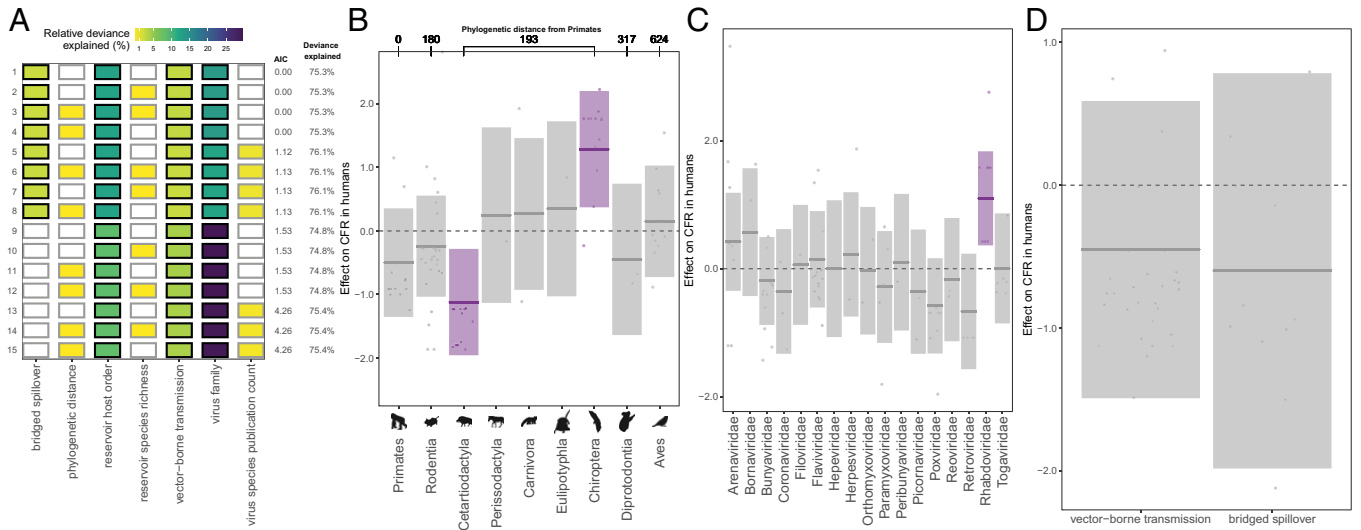 A
Relative deviance
explained (%)
1 5 10 15 20 25
AIC
Deviance
explained
1 0.00 75.3%
2 0.00 75.3%
3 0.00 75.3%
4 0.00 75.3%
5 1.12 76.1%
6 1.13 76.1%
7 1.13 76.1%
8 1.13 76.1%
9 1.53 74.8%
10 1.53 74.8%
11 1.53 74.8%
12 1.53 74.8%
13 4.26 75.4%
14 4.26 75.4%
15 4.26 75.4%
bridged spillover
phylogenetic distance
reservoir host order
reservoir species richness
vector−borne transmission
virus family
virus species publication count
B
Phylogenetic distance from Primates
0 180 193 317 624
Effect on CFR in humans
2.0
1.0
0.0
−1.0
−2.0
Primates
Rodentia
Cetartiodactyla
Perissodactyla
Carnivora
Eulipotyphla
Chiroptera
Diprotodontia
Aves
C
Effect on CFR in humans
2.0
0.0
−2.0
Arenaviridae
Bornaviridae
Bunyaviridae
Coronaviridae
Filoviridae
Flaviviridae
Hepeviridae
Herpesviridae
Orthomyxoviridae
Paramyxoviridae
Peribunyaviridae
Picornaviridae
Poxviridae
Reoviridae
Retroviridae
Rhabdoviridae
Togaviridae
D
Effect on CFR in humans
1.0
0.0
−1.0
−2.0
vector−borne transmission
bridged spillover